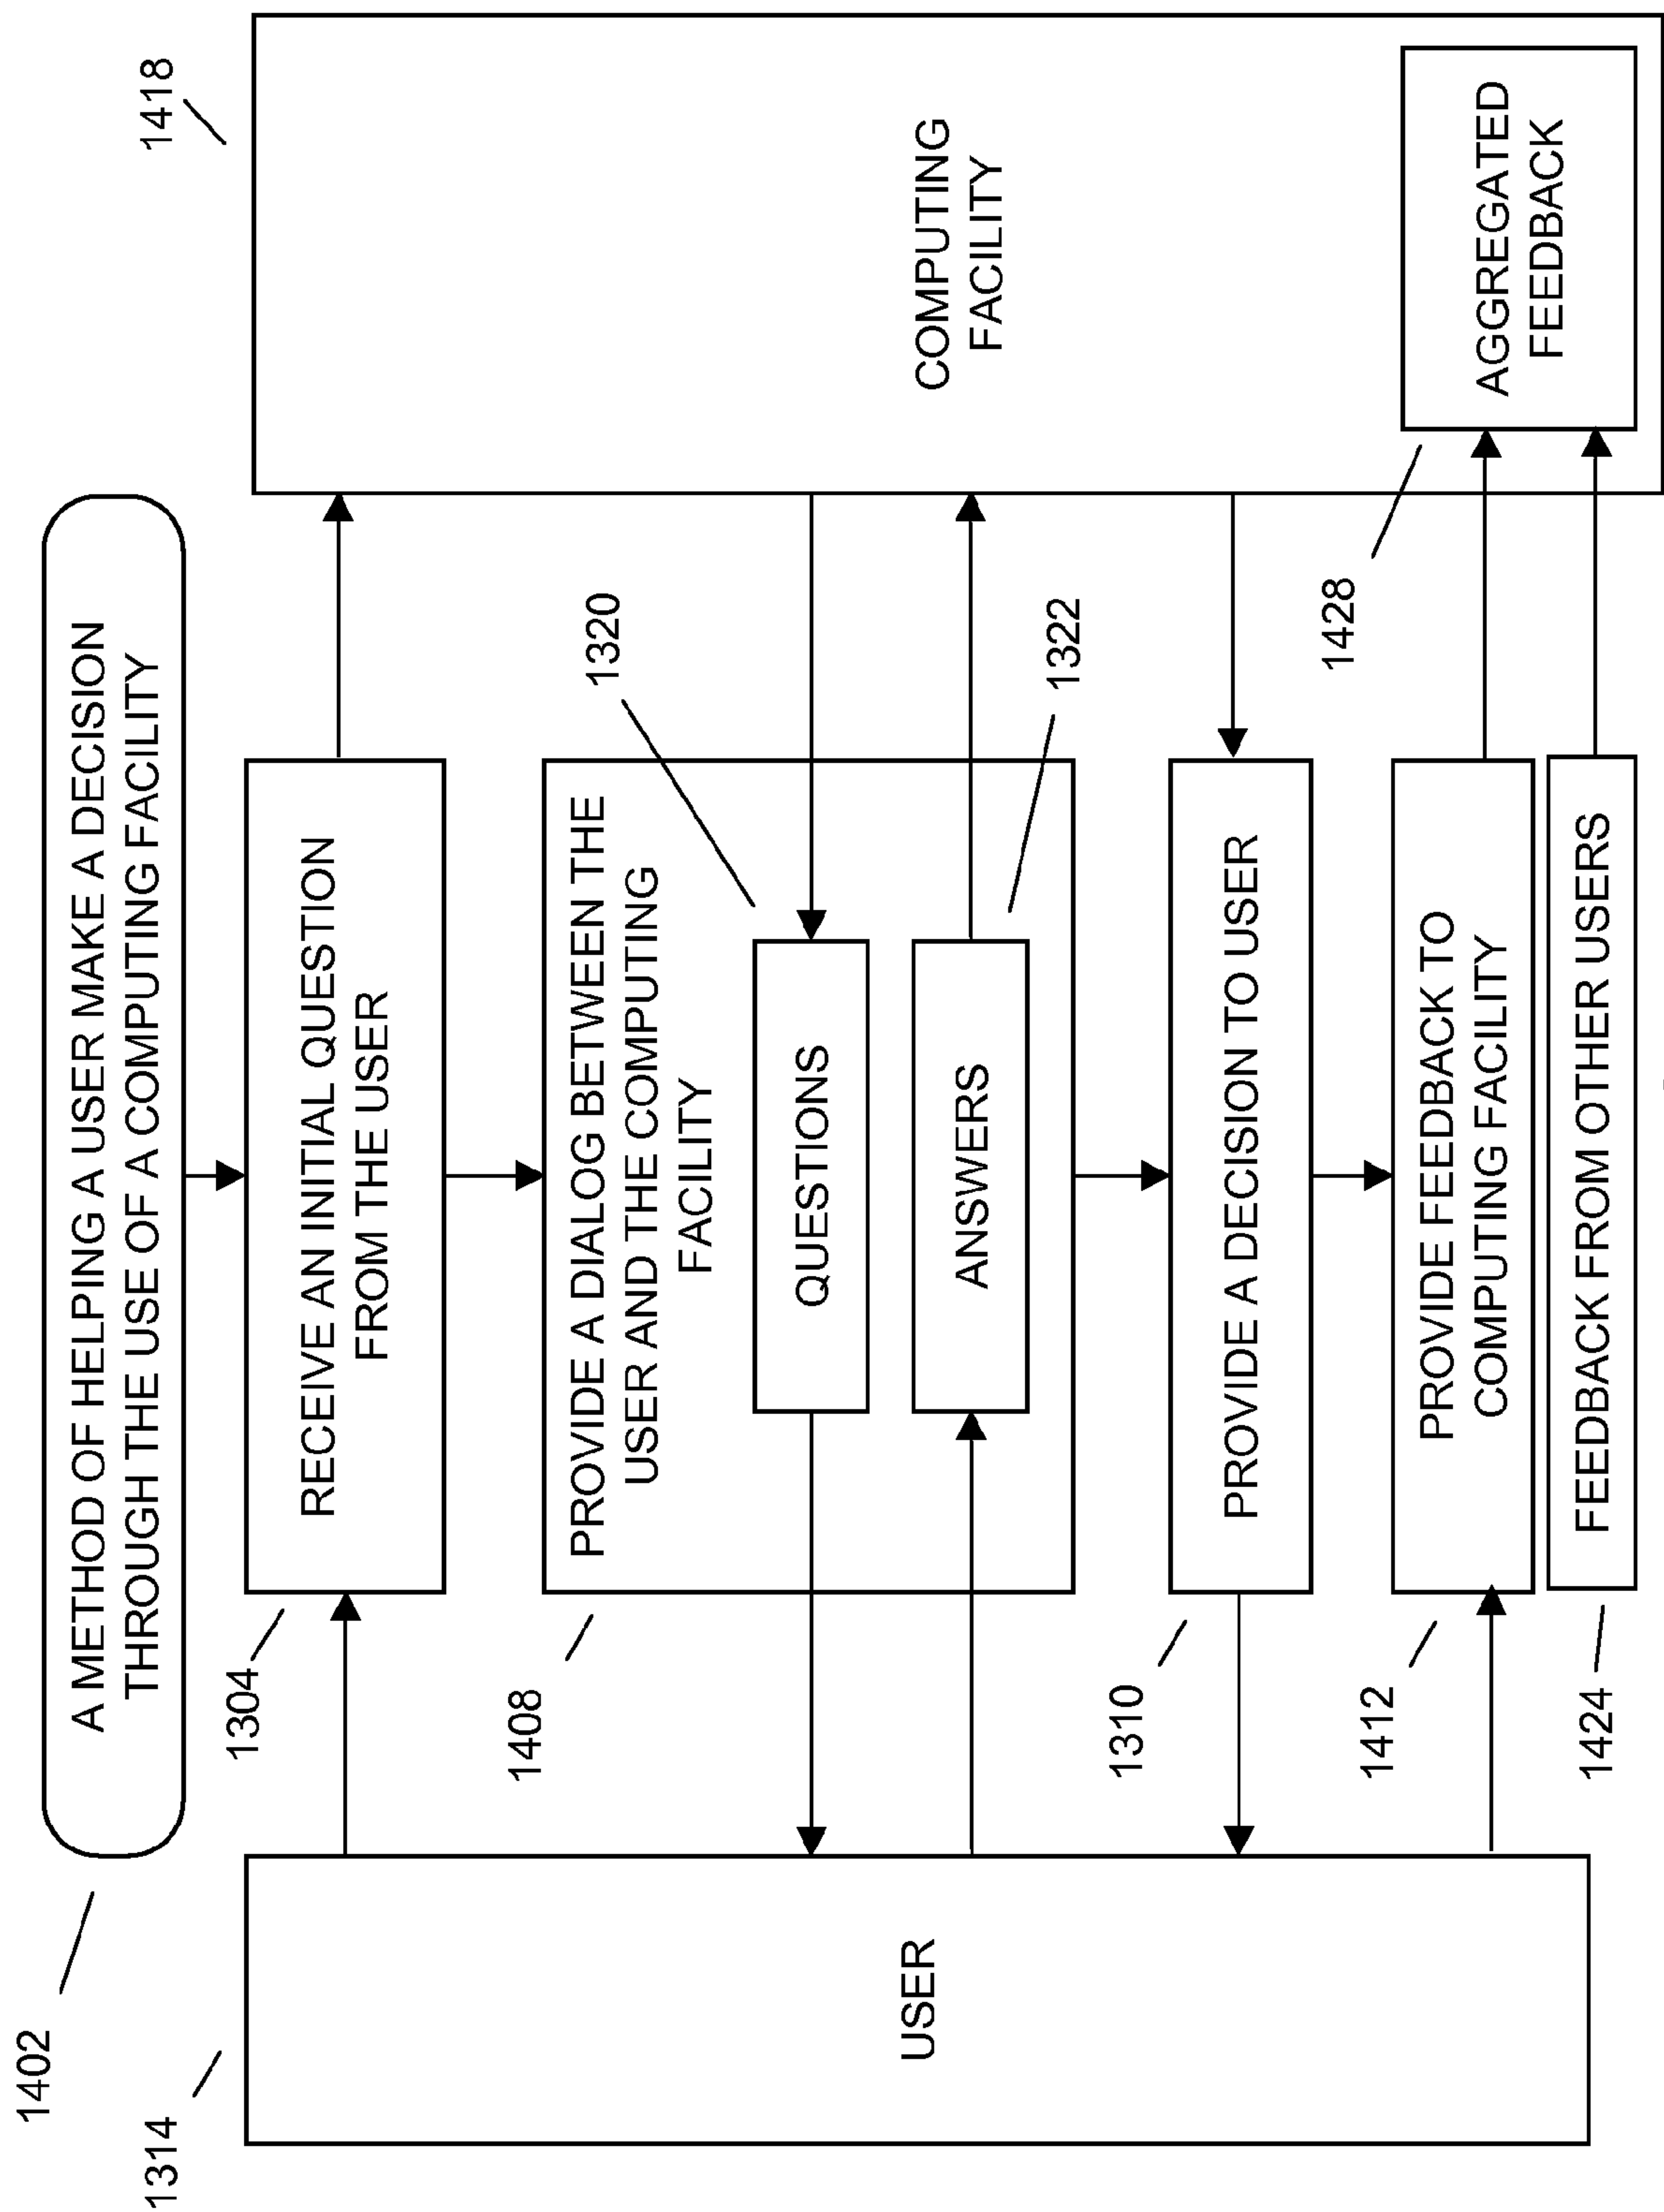 1402
A METHOD OF HELPING A USER MAKE A DECISION
THROUGH THE USE OF A COMPUTING FACILITY
1314
USER
1304
RECEIVE AN INITIAL QUESTION
FROM THE USER
1418
COMPUTING
FACILITY
1408
PROVIDE A DIALOG BETWEEN THE
USER AND THE COMPUTING
FACILITY
1320
QUESTIONS
1322
ANSWERS
1310
PROVIDE A DECISION TO USER
1412
PROVIDE FEEDBACK TO
COMPUTING FACILITY
1428
AGGREGATED
FEEDBACK
1424
FEEDBACK FROM OTHER USERS